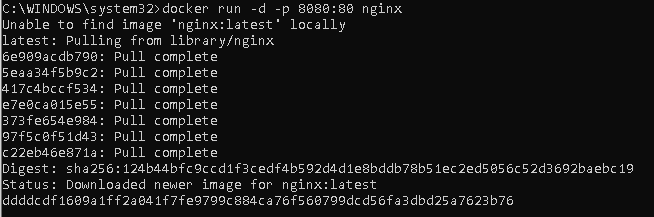 C:\WINDOWS\system32>docker run -d -p 8080:80 nginx
Unable to find image 'nginx:latest' locally
latest: Pulling from library/nginx
6e909acdb790: Pull complete
5eaa34f5b9c2: Pull complete
417c4bccf534: Pull complete
e7e0ca015e55: Pull complete
373fe654e984: Pull complete
97f5c0f51d43: Pull complete
c22eb46e871a: Pull complete
Digest: sha256:124b44bfc9ccd1f3cedf4b592d4d1e8bddb78b51ec2ed5056c52d3692baebc19
Status: Downloaded newer image for nginx:latest
ddddcdf1609a1ff2a041f7fe9799c884ca76f560799dcd56fa3dbd25a7623b76